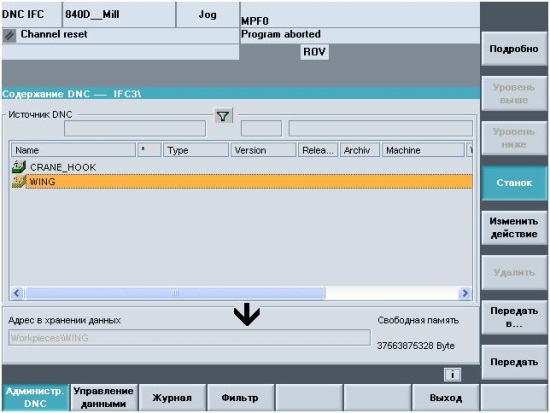 DNC IFC 840D__Mill Jog MPF0
Channel reset Program aborted
ROV
Подробно
Содержание DNC — IFC3\
Уровень
выше
Источник DNC
Уровень
ниже
Name * Type Version Relea... Archiv Machine
CRANE_HOOK
WING
Станок
Изменить
действие
Удалить
Передать
в...
Адрес в хранении данных Свободная память
Workpieces\WING
37563875328 Byte
Передать
i
Администр.
DNC
Управление
данными
Журнал
Фильтр
Выход